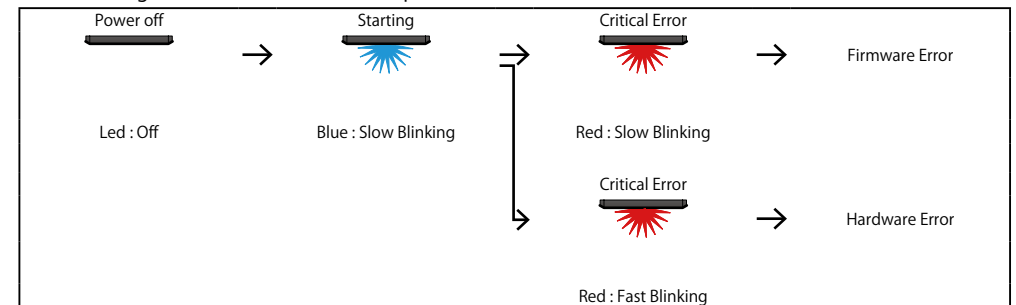 Power off
Starting
Critical Error
Firmware Error
Led : Off
Blue : Slow Blinking
Red : Slow Blinking
Critical Error
Hardware Error
Red : Fast Blinking